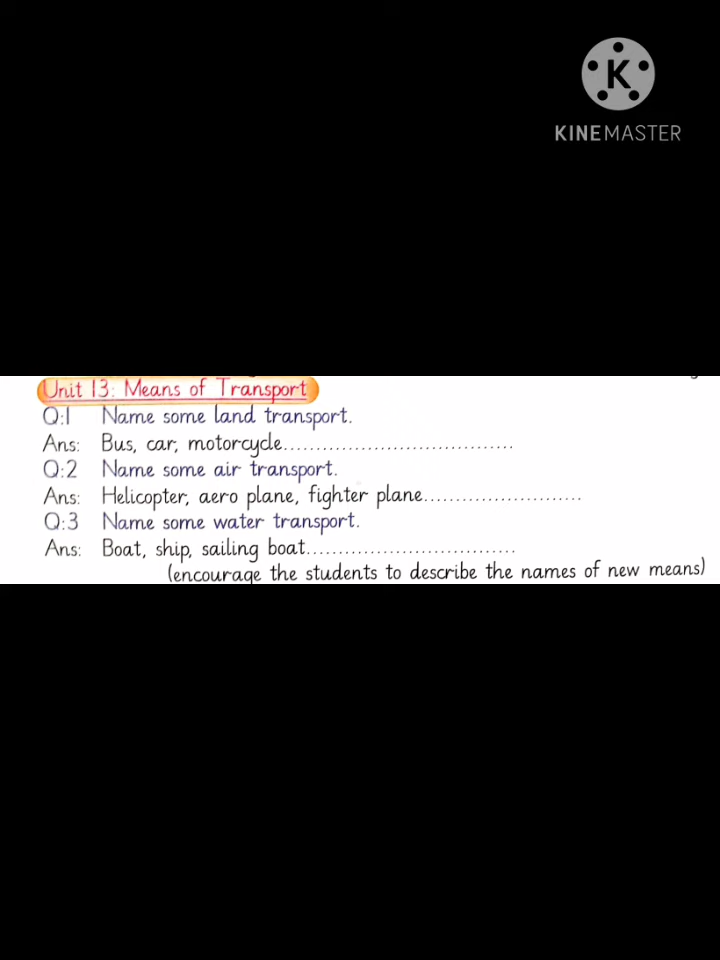 K
KINEMASTER
Unit 13: Means of Transport
Q:1 Name some land transport.
Ans: Bus, car, motorcycle....................................
Q:2 Name some air transport.
Ans: Helicopter, aero plane, fighter plane.........................
Q:3 Name some water transport.
Ans: Boat, ship, sailing boat.................................
(encourage the students to describe the names of new means)